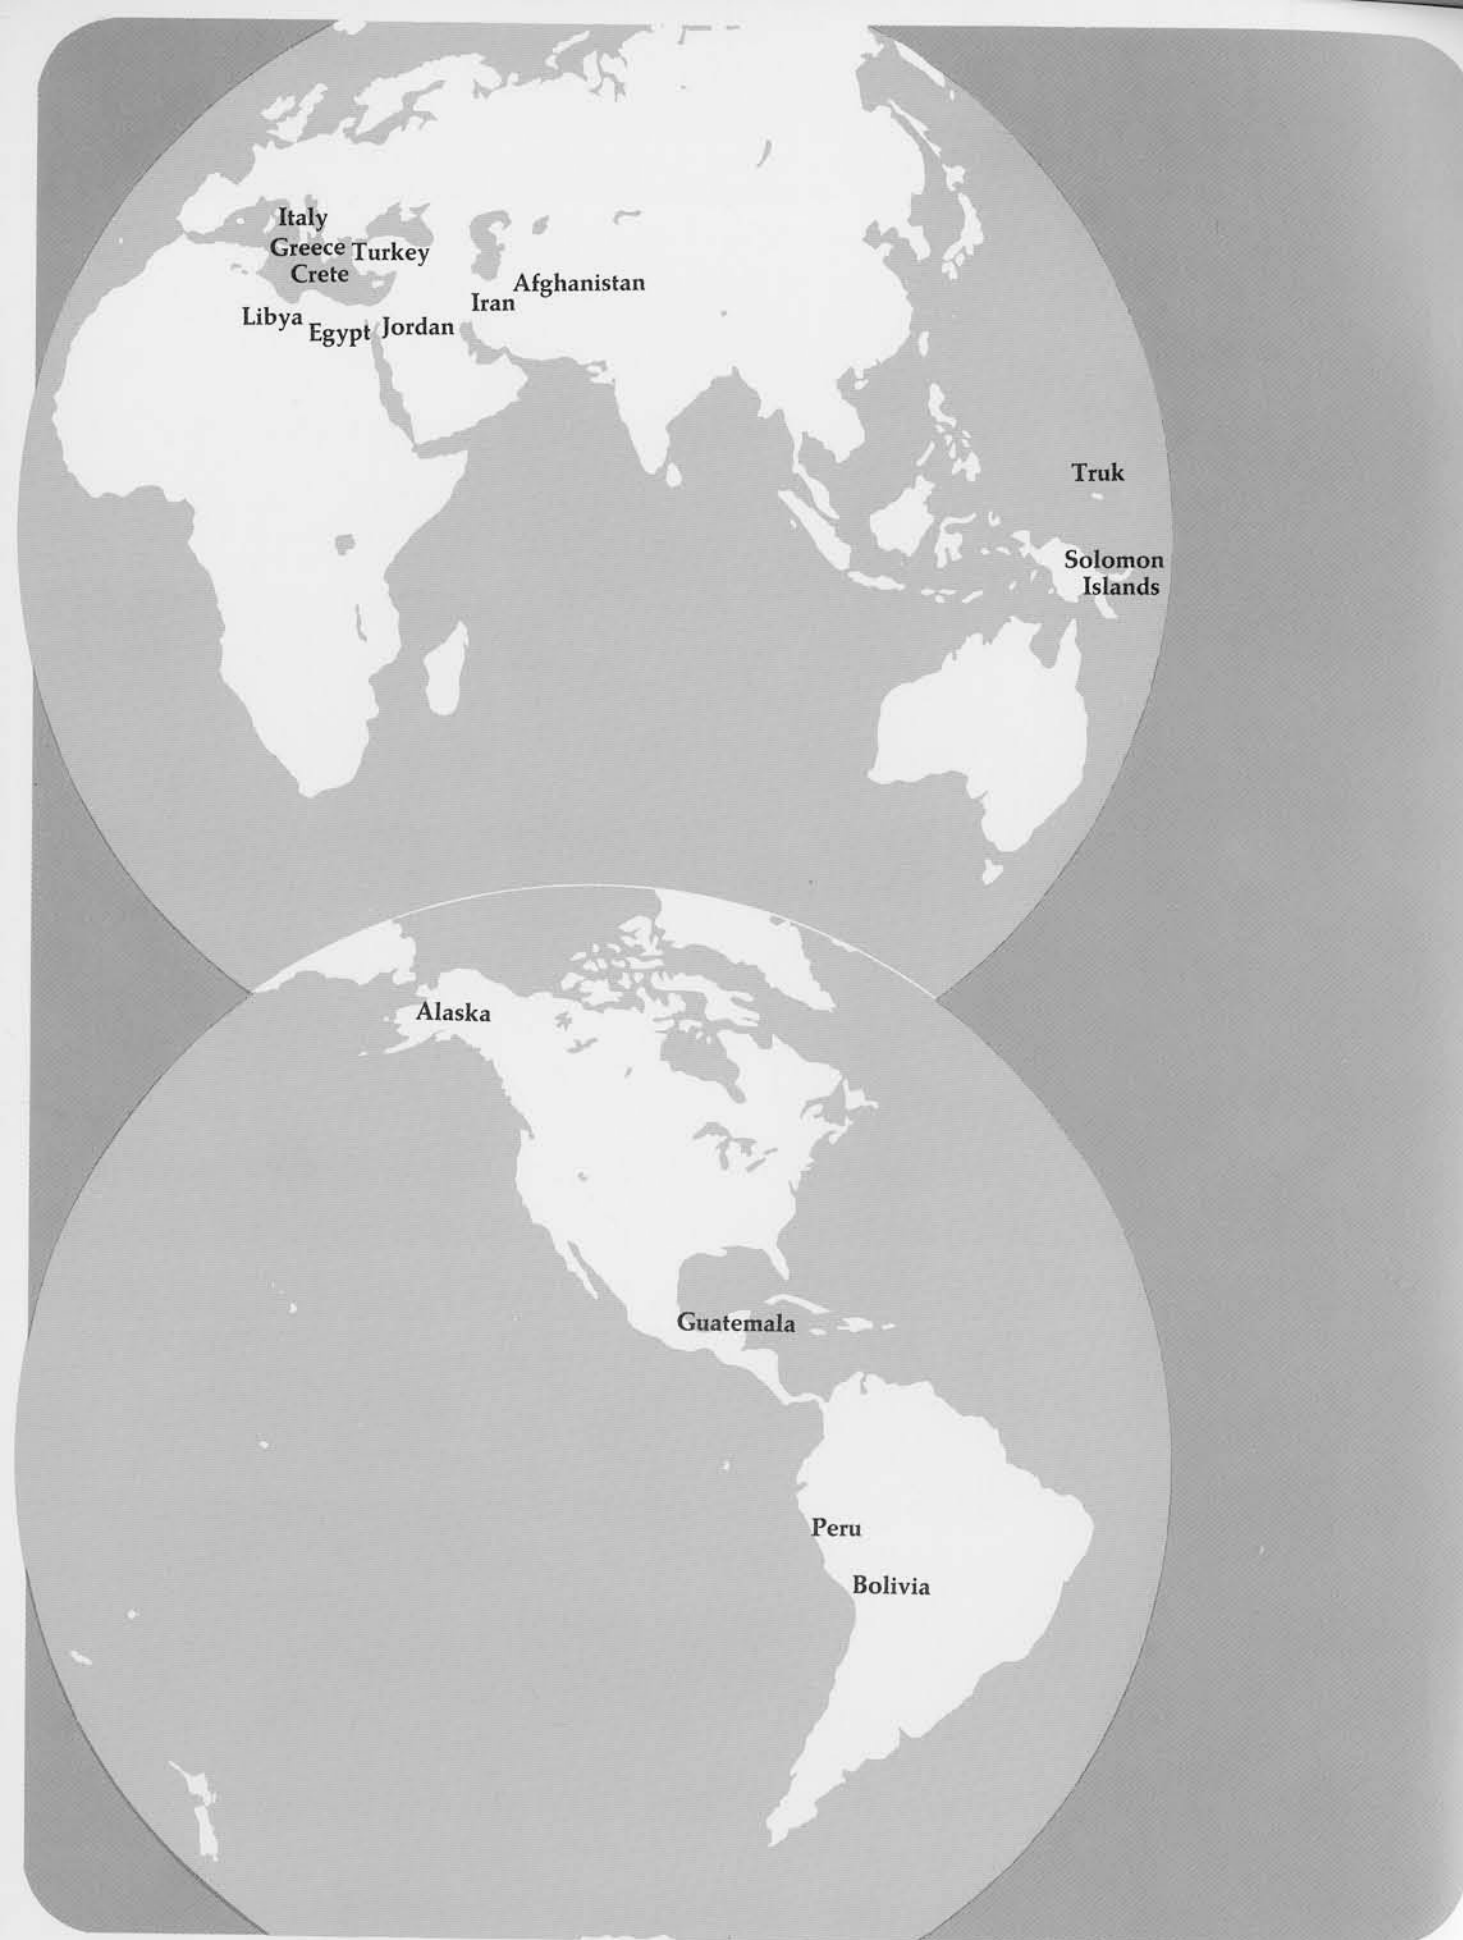 Italy
Greece Turkey
Crete
Afghanistan
Iran
Libya
Egypt Jordan
Truk
Solomon
Islands
Alaska
Guatemala
Peru
Bolivia